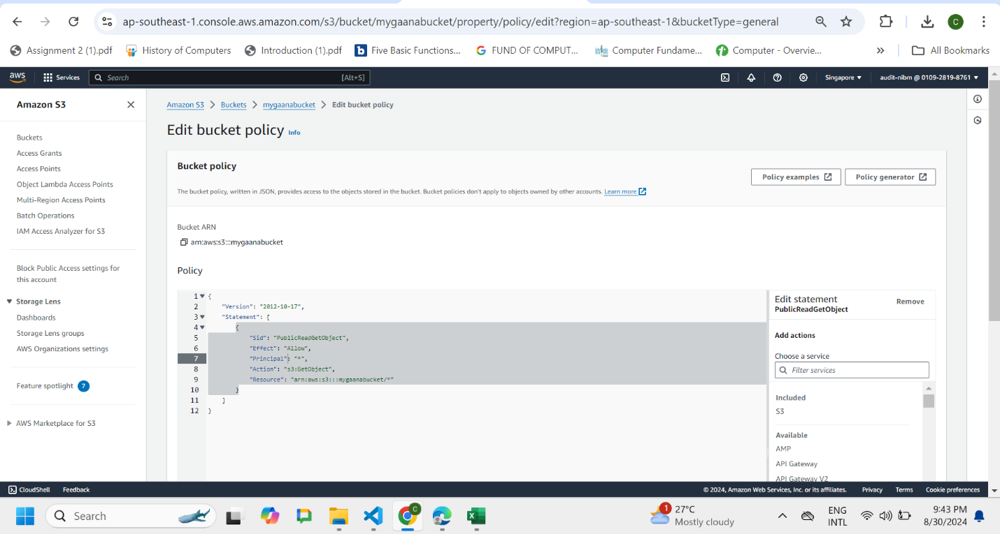 ap-southeast-1.console.aws.amazon.com/s3/bucket/mygaanabucket/property/policy/edit?region=ap-southeast-1&bucketType=general
C
Assignment 2 (1).pdf
History of Computers
Introduction (1).pdf
b Five Basic Functions...
G FUND OF COMPUT...
Computer Fundame...
Computer - Overvie...
»
All Bookmarks
aws
Services
Search [Alt+S]
Singapore ▼
audit-nibm @ 0109-2819-8761 ▼
Amazon S3
Buckets
Access Grants
Access Points
Object Lambda Access Points
Multi-Region Access Points
Batch Operations
IAM Access Analyzer for S3
Block Public Access settings for
this account
Storage Lens
Dashboards
Storage Lens groups
AWS Organizations settings
Feature spotlight 7
AWS Marketplace for S3
Amazon S3 > Buckets > mygaanabucket > Edit bucket policy
Edit bucket policy Info
Bucket policy
Policy examples
Policy generator
The bucket policy, written in JSON, provides access to the objects stored in the bucket. Bucket policies don't apply to objects owned by other accounts. Learn more
Bucket ARN
arn:aws:s3:::mygaanabucket
Policy
1 {
2 "Version": "2012-10-17",
3 "Statement": [
4 {
5 "Sid": "PublicReadGetObject",
6 "Effect": "Allow",
7 "Principal": "*",
8 "Action": "s3:GetObject",
9 "Resource": "arn:aws:s3:::mygaanabucket/*"
10 }
11 ]
12 }
Edit statement
PublicReadGetObject
Remove
Add actions
Choose a service
Filter services
Included
S3
Available
AMP
API Gateway
API Gateway V2
CloudShell
Feedback
© 2024, Amazon Web Services, Inc. or its affiliates.
Privacy
Terms
Cookie preferences
Search
C
1
27°C
Mostly cloudy
ENG
INTL
9:43 PM
8/30/2024